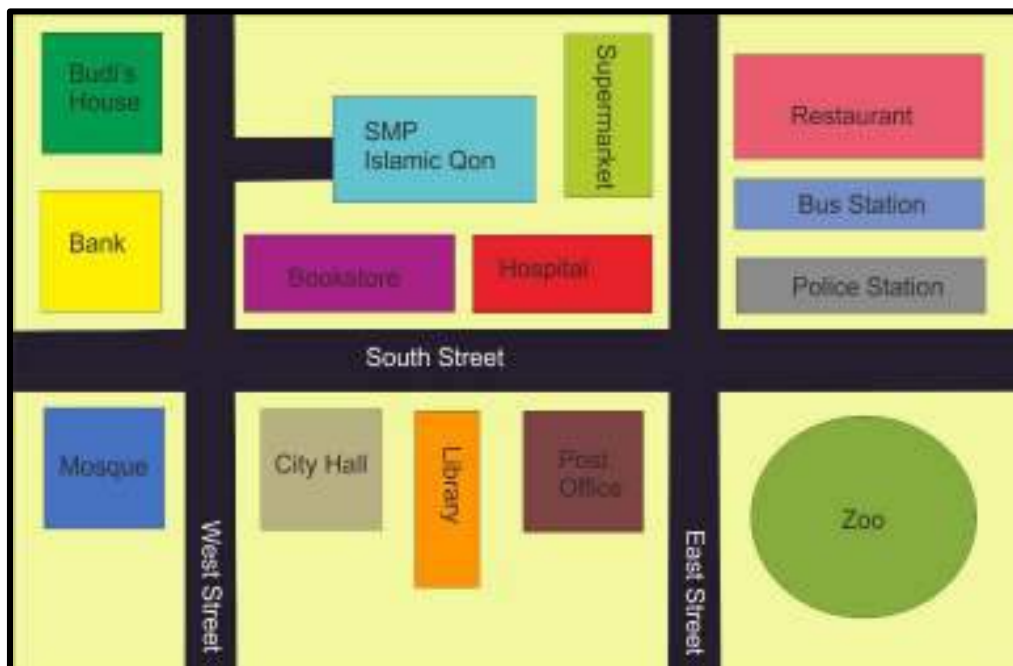 Budi's
House
SMP
Islamic Qon
Supermarket
Restaurant
Bank
Bus Station
Bookstore
Hospital
Police Station
South Street
Mosque
City Hall
Library
Post
Office
Zoo
West Street
East Street